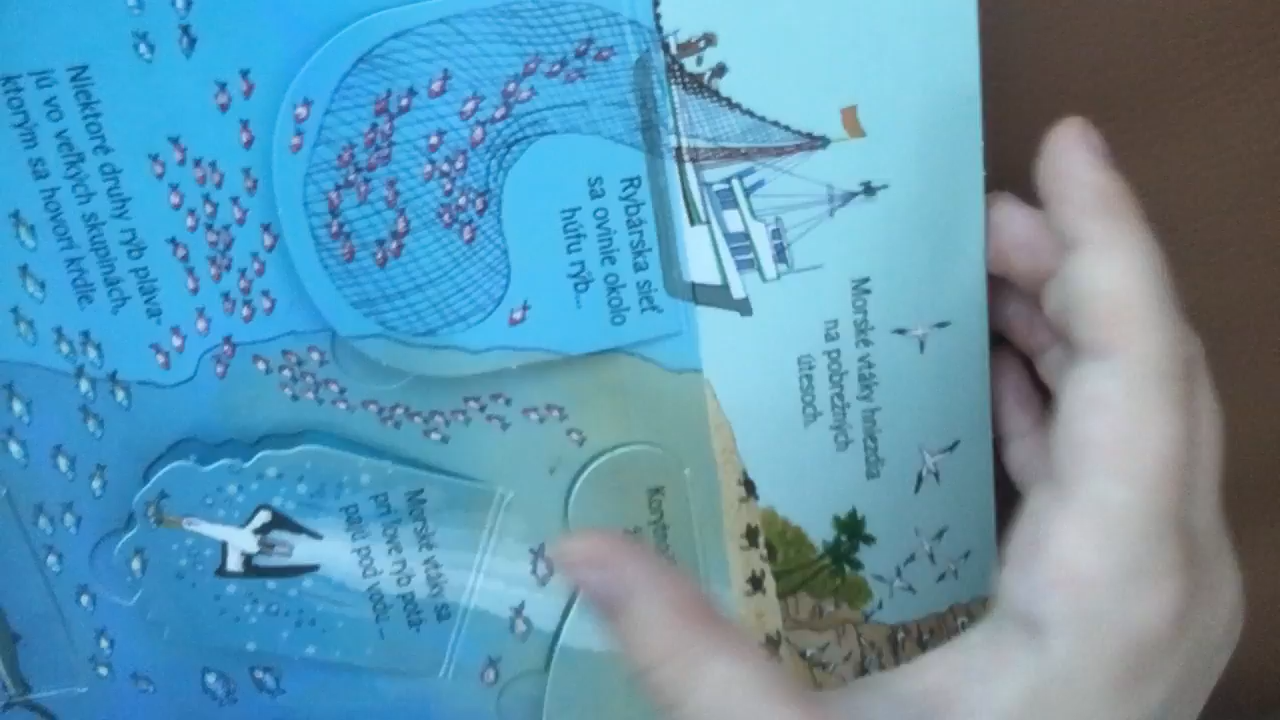 Morské vtáky hniezdia
na pobrežných
útesoch.
Rybárska sieť
sa ovinie okolo
húfu rýb...
Niektoré druhy rýb pláva-
jú vo veľkých skupinách,
ktorým sa hovorí kŕdle.
Morské vtáky sa
pri love rýb potá-
pajú pod vodu...